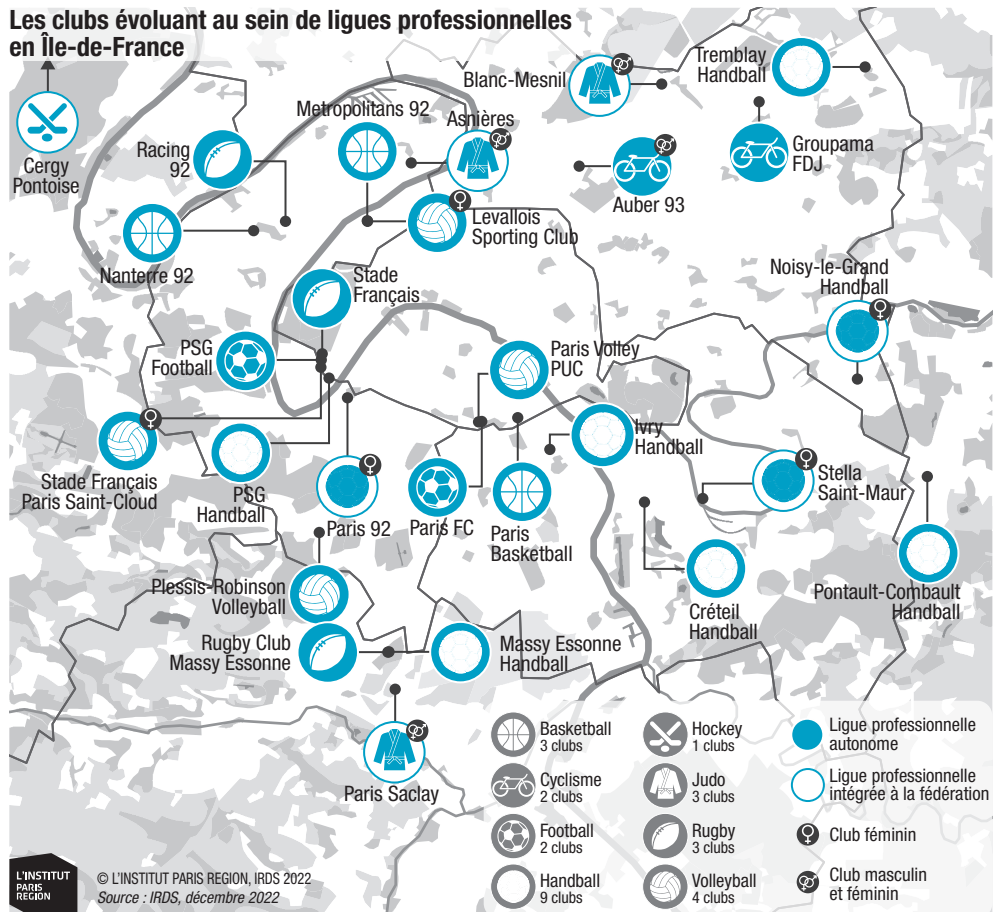 Les clubs évoluant au sein de ligues professionnelles
en Île-de-France
Cergy
Pontoise
Racing
92
Metropolitans 92
Asnières
Blanc-Mesnil
Tremblay
Handball
Groupama
FDJ
Auber 93
Levallois
Sporting Club
Nanterre 92
Stade
Français
Noisy-le-Grand
Handball
PSG
Football
Paris Volley
PUC
Ivry
Handball
Stade Français
Paris Saint-Cloud
PSG
Handball
Paris 92
Paris FC
Paris
Basketball
Stella
Saint-Maur
Plessis-Robinson
Volleyball
Créteil
Handball
Pontault-Combault
Handball
Rugby Club
Massy Essonne
Massy Essonne
Handball
Paris Saclay
Basketball
3 clubs
Cyclisme
2 clubs
Football
2 clubs
Handball
9 clubs
Hockey
1 clubs
Judo
3 clubs
Rugby
3 clubs
Volleyball
4 clubs
Ligue professionnelle
autonome
Ligue professionnelle
intégrée à la fédération
Club féminin
Club masculin
et féminin
L'INSTITUT
PARIS
REGION
© L'INSTITUT PARIS REGION, IRDS 2022
Source : IRDS, décembre 2022